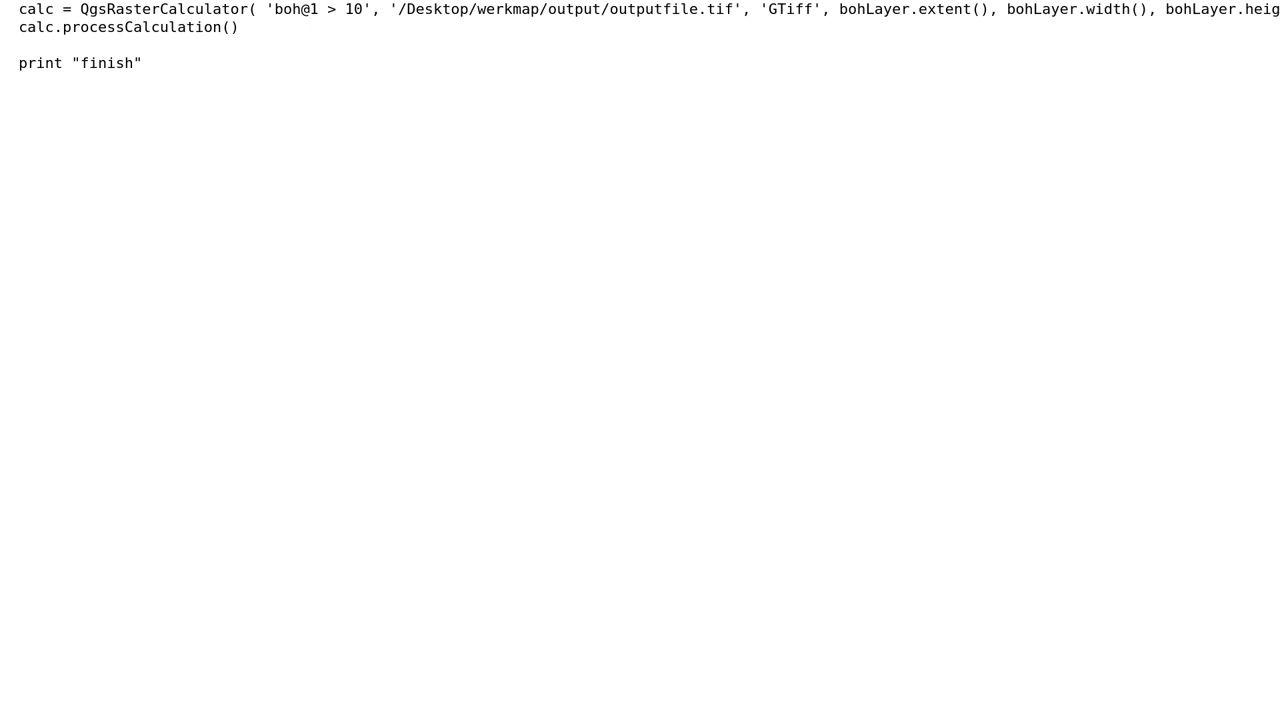 calc = QgsRasterCalculator( 'boh@1 > 10', '/Desktop/werkmap/output/outputfile.tif', 'GTiff', bohLayer.extent(), bohLayer.width(), bohLayer.heig
calc.processCalculation()
print "finish"